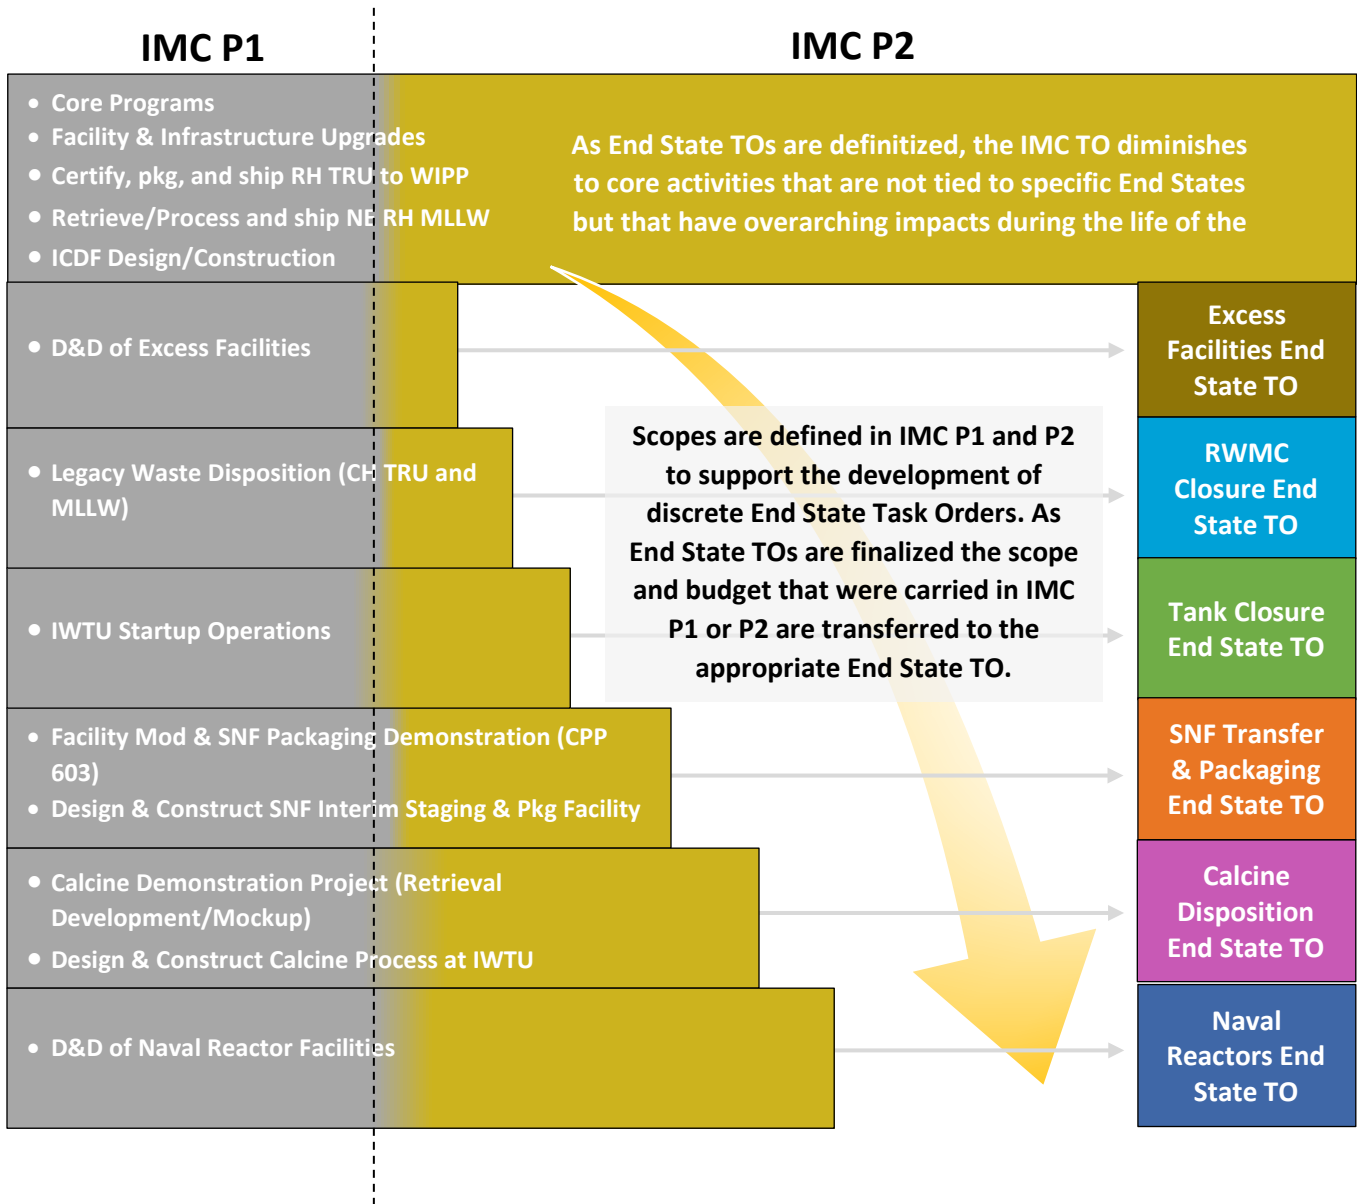 IMC P1
IMC P2
• Core Programs
• Facility & Infrastructure Upgrades
• Certify, pkg, and ship RH TRU to WIPP
• Retrieve/Process and ship NE RH MLLW
• ICDF Design/Construction
As End State TOs are definitized, the IMC TO diminishes
to core activities that are not tied to specific End States
but that have overarching impacts during the life of the
• D&D of Excess Facilities
Excess
Facilities End
State TO
• Legacy Waste Disposition (CH TRU and
MLLW)
Scopes are defined in IMC P1 and P2
to support the development of
discrete End State Task Orders. As
End State TOs are finalized the scope
and budget that were carried in IMC
P1 or P2 are transferred to the
appropriate End State TO.
RWMC
Closure End
State TO
• IWTU Startup Operations
Tank Closure
End State TO
• Facility Mod & SNF Packaging Demonstration (CPP
603)
• Design & Construct SNF Interim Staging & Pkg Facility
SNF Transfer
& Packaging
End State TO
• Calcine Demonstration Project (Retrieval
Development/Mockup)
• Design & Construct Calcine Process at IWTU
Calcine
Disposition
End State TO
• D&D of Naval Reactor Facilities
Naval
Reactors End
State TO